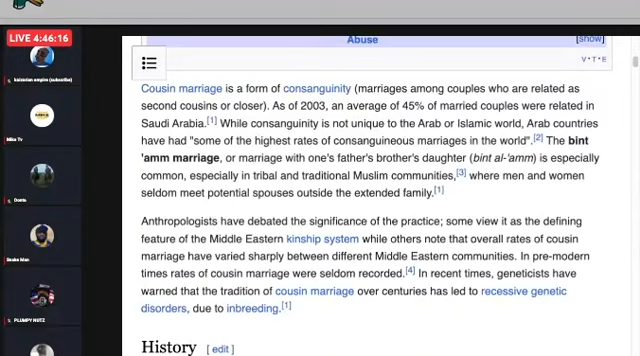 LIVE 4:46:16
Abuse
[show]
V·T·E
kaizerian empire (subscribe)
Cousin marriage is a form of consanguinity (marriages among couples who are related as
second cousins or closer). As of 2003, an average of 45% of married couples were related in
Saudi Arabia.[1] While consanguinity is not unique to the Arab or Islamic world, Arab countries
have had "some of the highest rates of consanguineous marriages in the world".[2] The bint
'amm marriage, or marriage with one's father's brother's daughter (bint al-'amm) is especially
common, especially in tribal and traditional Muslim communities,[3] where men and women
seldom meet potential spouses outside the extended family.[1]
Anthropologists have debated the significance of the practice; some view it as the defining
feature of the Middle Eastern kinship system while others note that overall rates of cousin
marriage have varied sharply between different Middle Eastern communities. In pre-modern
times rates of cousin marriage were seldom recorded.[4] In recent times, geneticists have
warned that the tradition of cousin marriage over centuries has led to recessive genetic
disorders, due to inbreeding.[1]
PLUMPY NUTZ
History [ edit ]